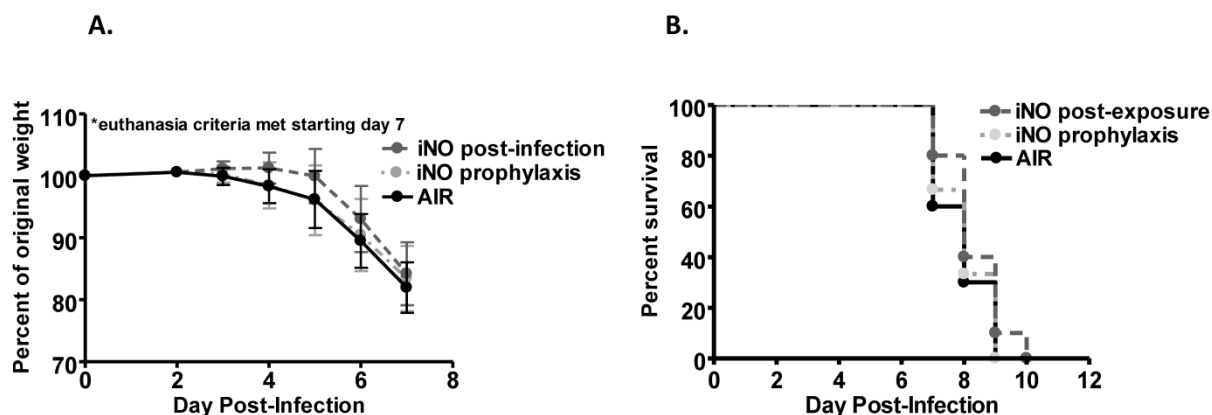 A.
Percent of original weight
110
100
90
80
70
*euthanasia criteria met starting day 7
iNO post-infection
iNO prophylaxis
AIR
0 2 4 6 8
Day Post-Infection
B.
Percent survival
100
80
60
40
20
0
iNO post-exposure
iNO prophylaxis
AIR
0 2 4 6 8 10 12
Day Post-Infection